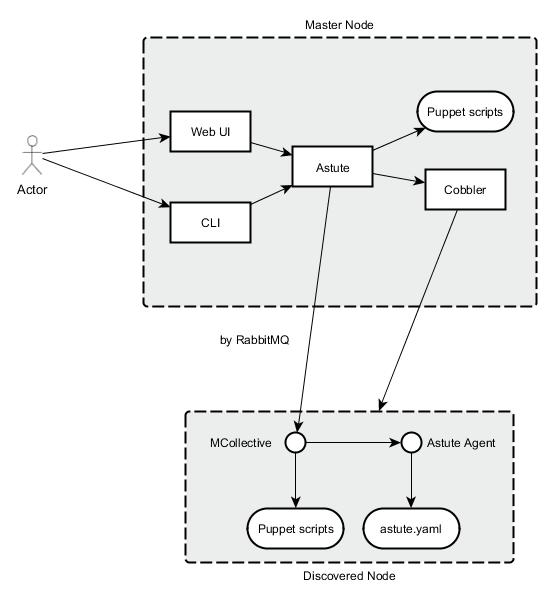 Master Node
Puppet scripts
Web UI
Astute
Actor
Cobbler
CLI
by RabbitMQ
MCollective
Astute Agent
Puppet scripts
astute.yaml
Discovered Node